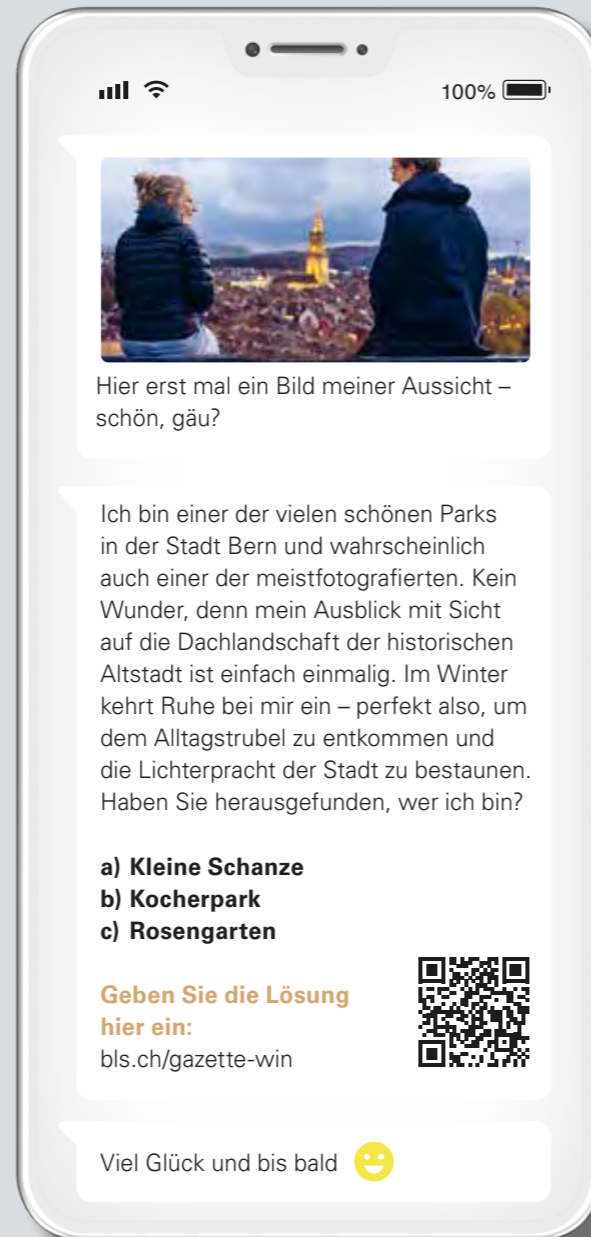 100%
Hier erst mal ein Bild meiner Aussicht –
schön, gäu?
Ich bin einer der vielen schönen Parks
in der Stadt Bern und wahrscheinlich
auch einer der meistfotografierten. Kein
Wunder, denn mein Ausblick mit Sicht
auf die Dachlandschaft der historischen
Altstadt ist einfach einmalig. Im Winter
kehrt Ruhe bei mir ein – perfekt also, um
dem Alltagstrubel zu entkommen und
die Lichterpracht der Stadt zu bestaunen.
Haben Sie herausgefunden, wer ich bin?
a) Kleine Schanze
b) Kocherpark
c) Rosengarten
Geben Sie die Lösung
hier ein:
bls.ch/gazette-win
Viel Glück und bis bald